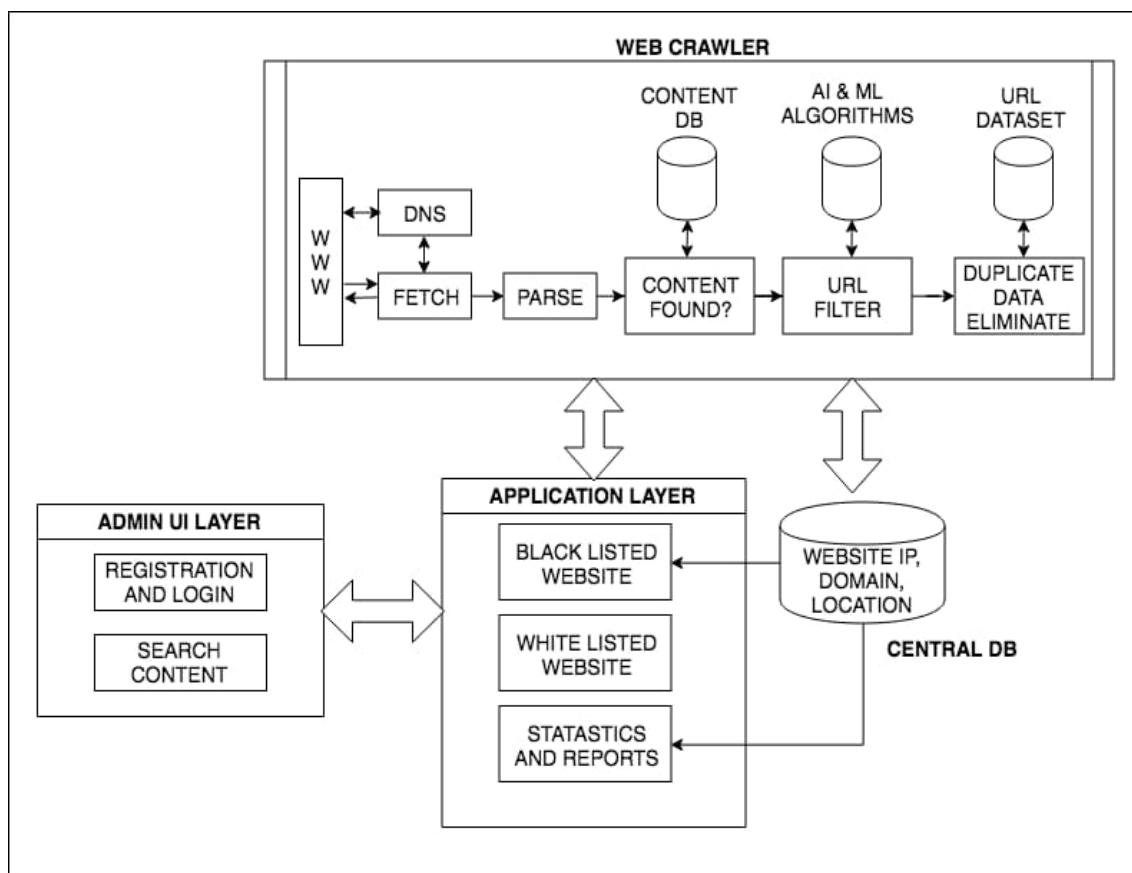 WEB CRAWLER
CONTENT
DB
AI & ML
ALGORITHMS
URL
DATASET
W
W
W
DNS
FETCH
PARSE
CONTENT
FOUND?
URL
FILTER
DUPLICATE
DATA
ELIMINATE
ADMIN UI LAYER
REGISTRATION
AND LOGIN
SEARCH
CONTENT
APPLICATION LAYER
BLACK LISTED
WEBSITE
WHITE LISTED
WEBSITE
STATASTICS
AND REPORTS
WEBSITE IP,
DOMAIN,
LOCATION
CENTRAL DB